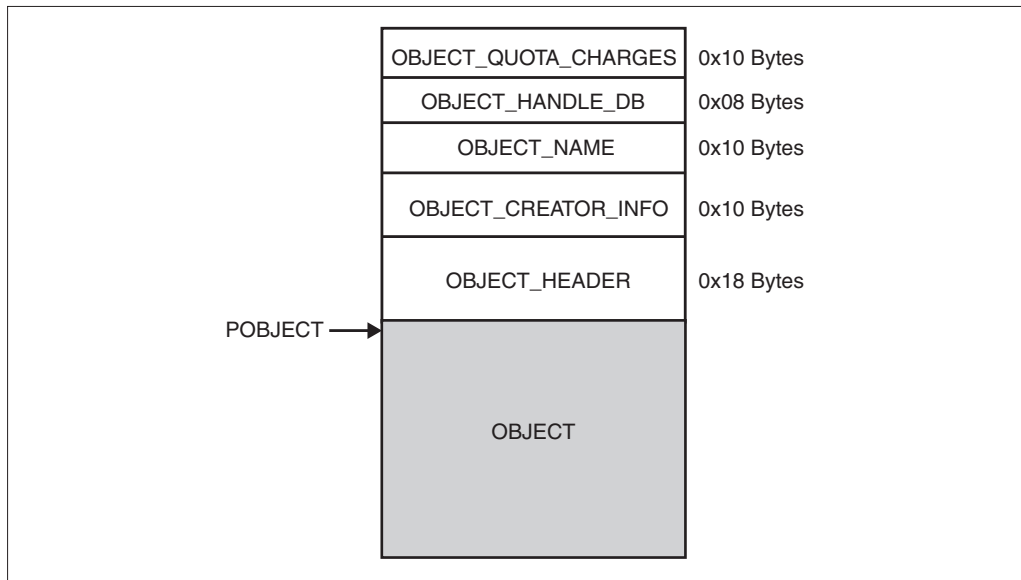 OBJECT_QUOTA_CHARGES 0x10 Bytes
OBJECT_HANDLE_DB 0x08 Bytes
OBJECT_NAME 0x10 Bytes
OBJECT_CREATOR_INFO 0x10 Bytes
OBJECT_HEADER 0x18 Bytes
POBJECT
OBJECT